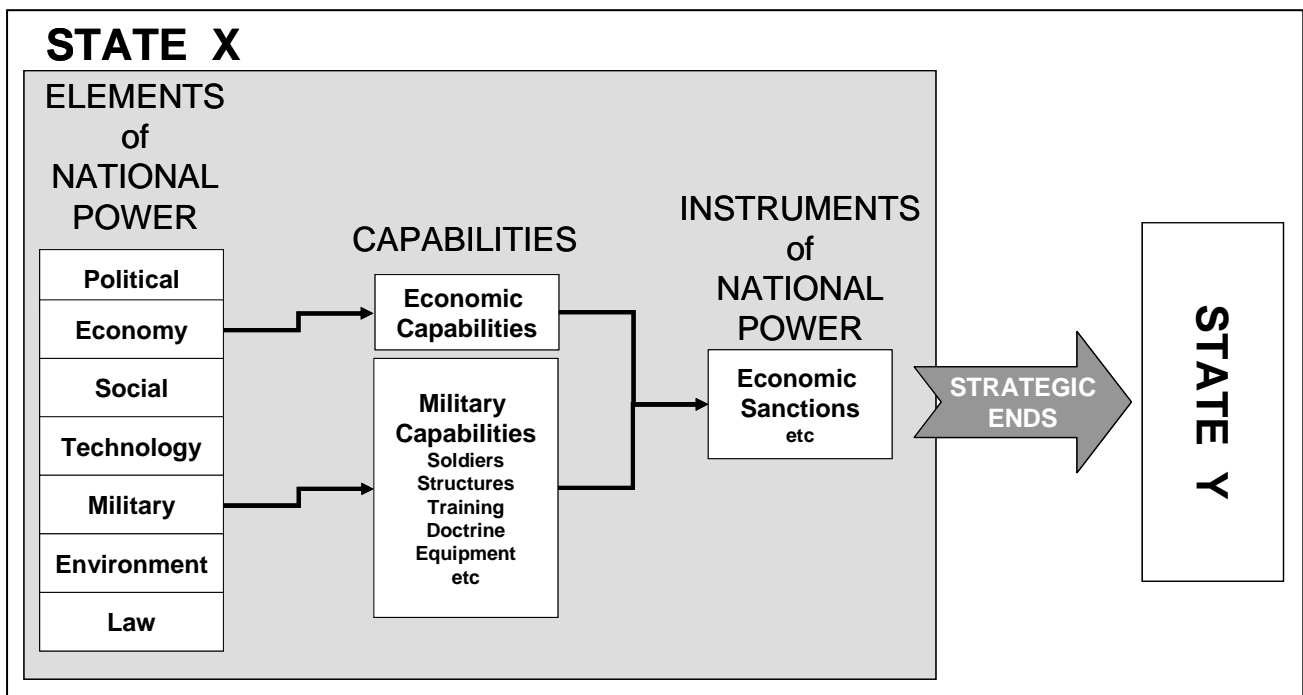 STATE X
ELEMENTS
of
NATIONAL
POWER
Political
Economy
Social
Technology
Military
Environment
Law
CAPABILITIES
Economic
Capabilities
Military
Capabilities
Soldiers
Structures
Training
Doctrine
Equipment
etc
INSTRUMENTS
of
NATIONAL
POWER
Economic
Sanctions
etc
STRATEGIC
ENDS
STATE Y